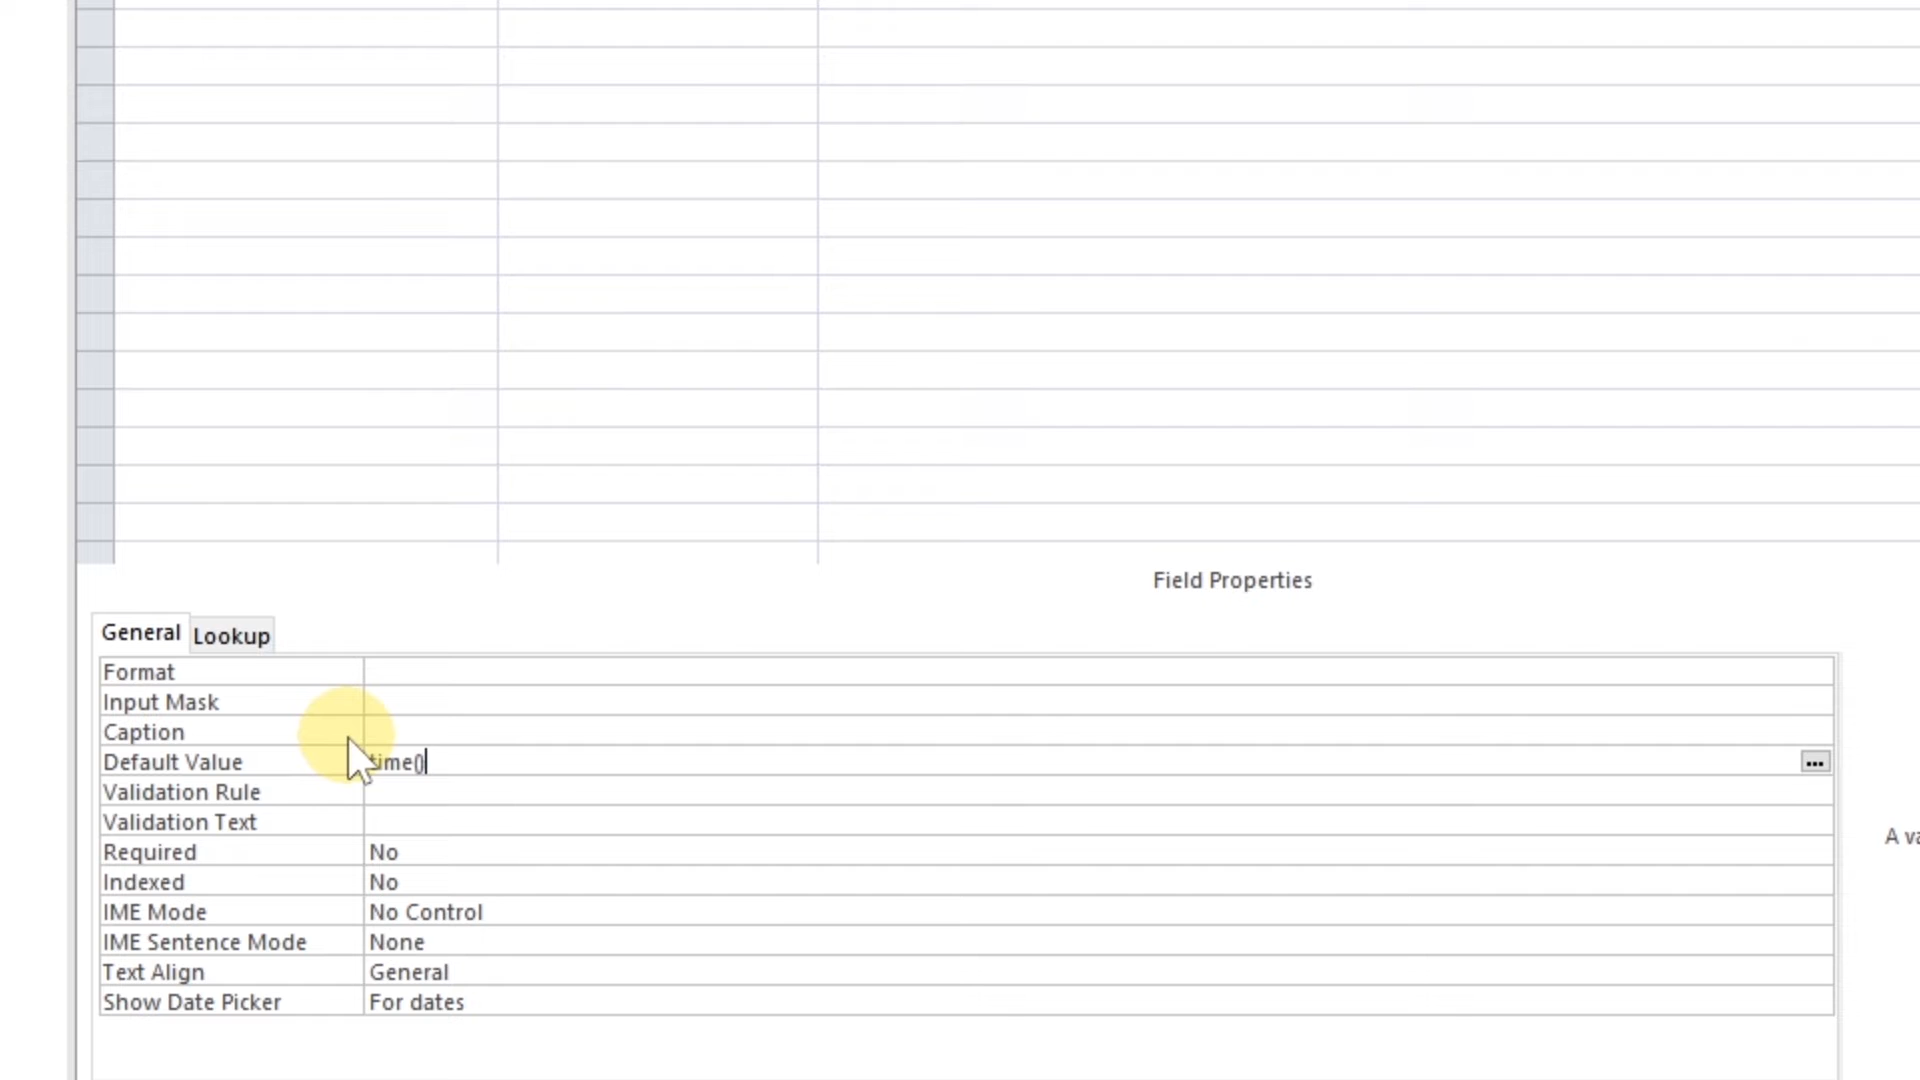 Field Properties
General Lookup
Format
Input Mask
Caption
Default Value time()
Validation Rule
Validation Text
Required No
Indexed No
IME Mode No Control
IME Sentence Mode None
Text Align General
Show Date Picker For dates
A